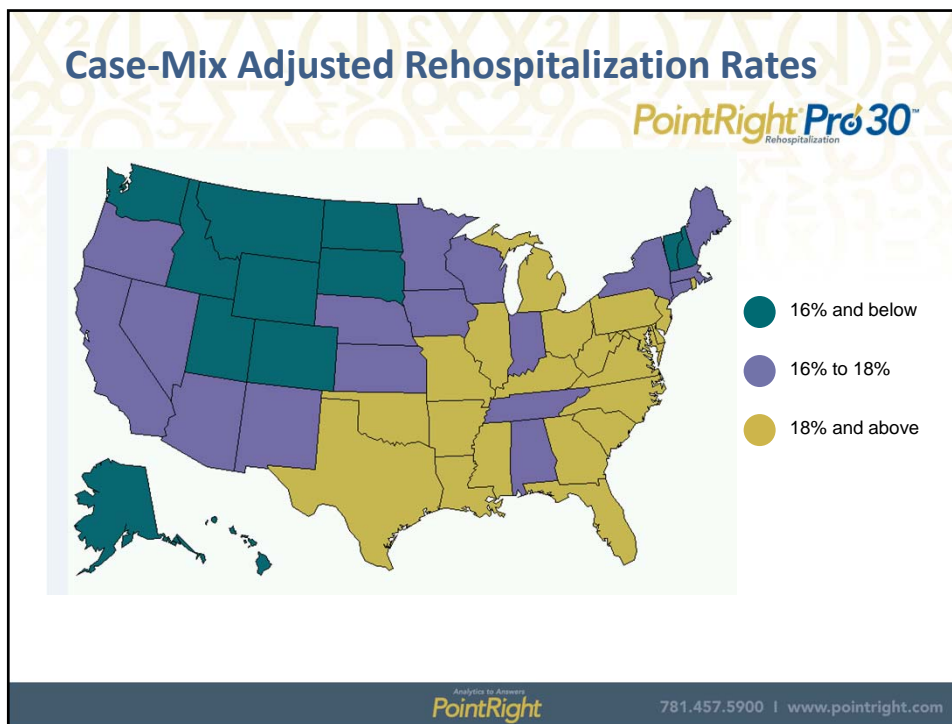 Case-Mix Adjusted Rehospitalization Rates
PointRight® Pro 30™
Rehospitalization
16% and below
16% to 18%
18% and above
Analytics to Answers
PointRight
781.457.5900 | www.pointright.com